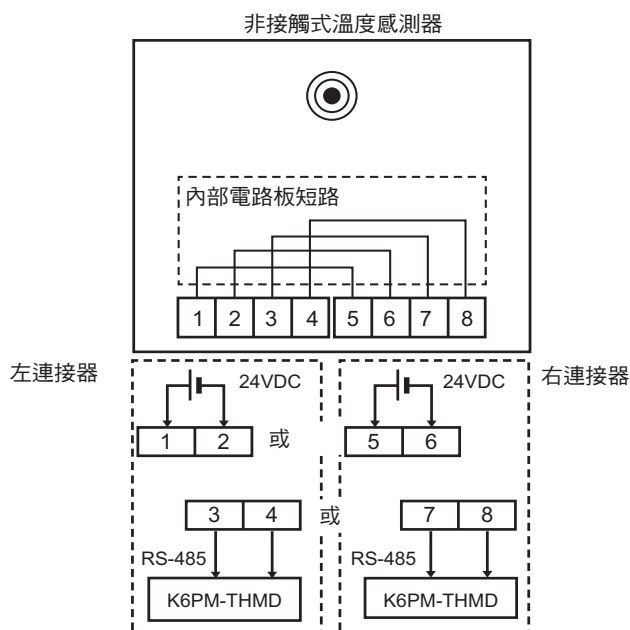 非接觸式溫度感測器
內部電路板短路
1 2 3 4 5 6 7 8
左連接器
24VDC
1 2
或
24VDC
5 6
右連接器
3 4
或
7 8
RS-485
RS-485
K6PM-THMD
K6PM-THMD